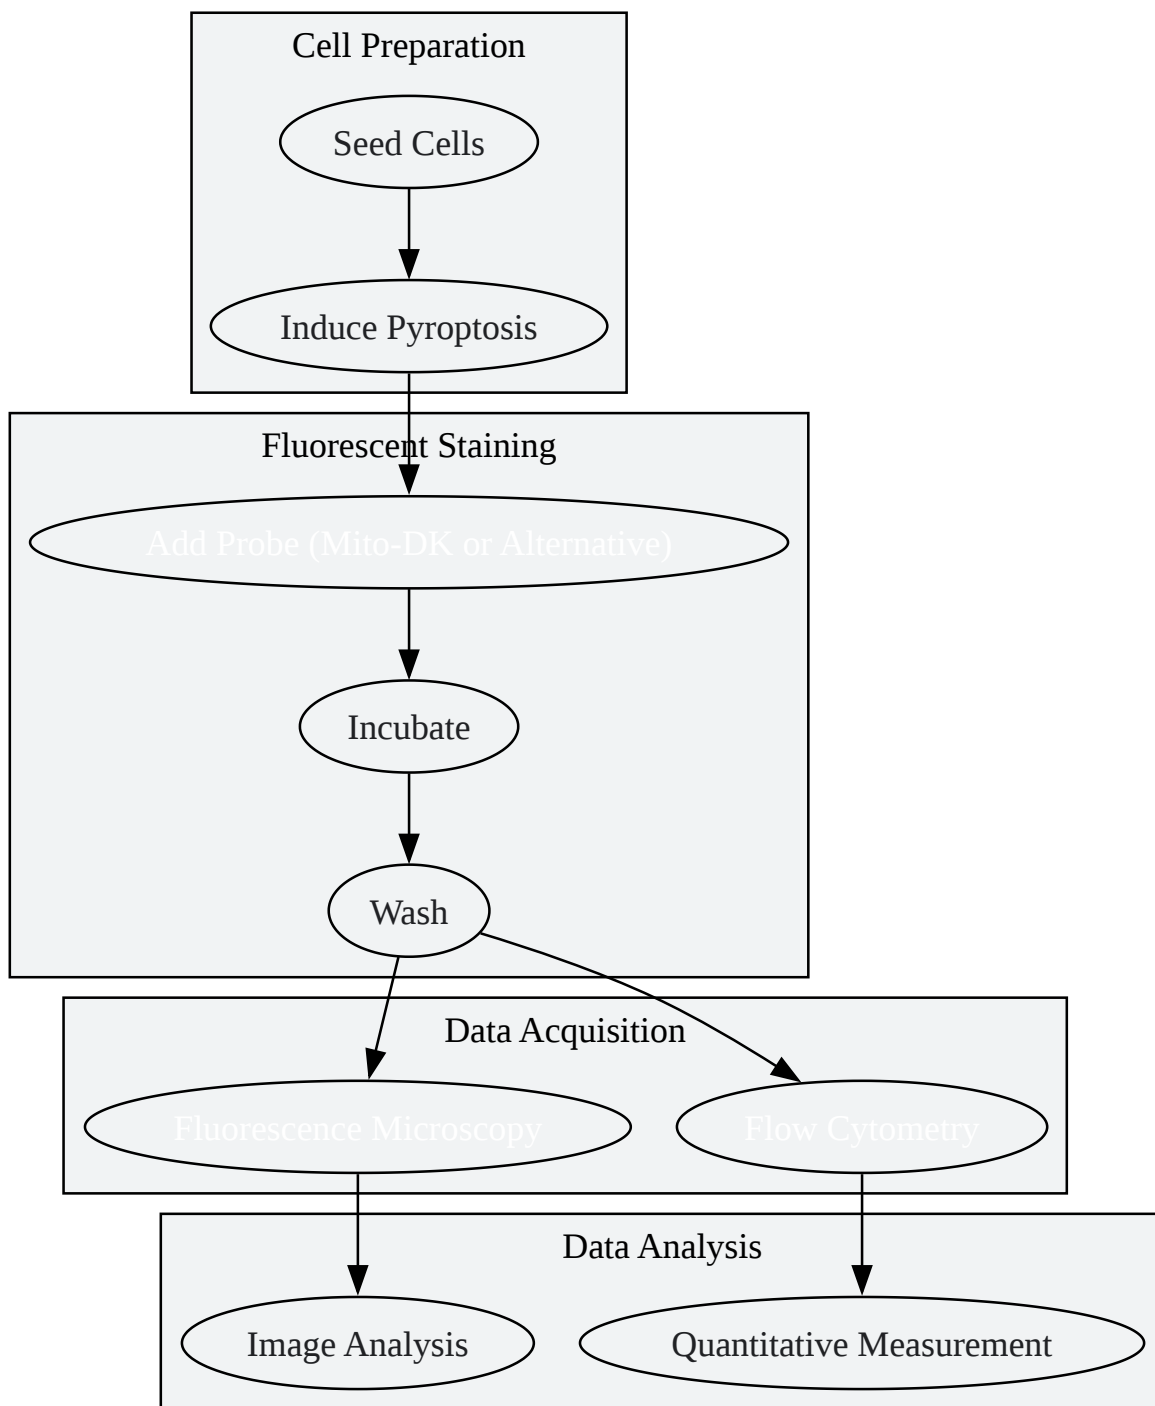 Cell Preparation
Seed Cells
Induce Pyroptosis
Fluorescent Staining
Add Probe (Mito-DK or Alternative)
Incubate
Wash
Data Acquisition
Fluorescence Microscopy
Flow Cytometry
Data Analysis
Image Analysis
Quantitative Measurement